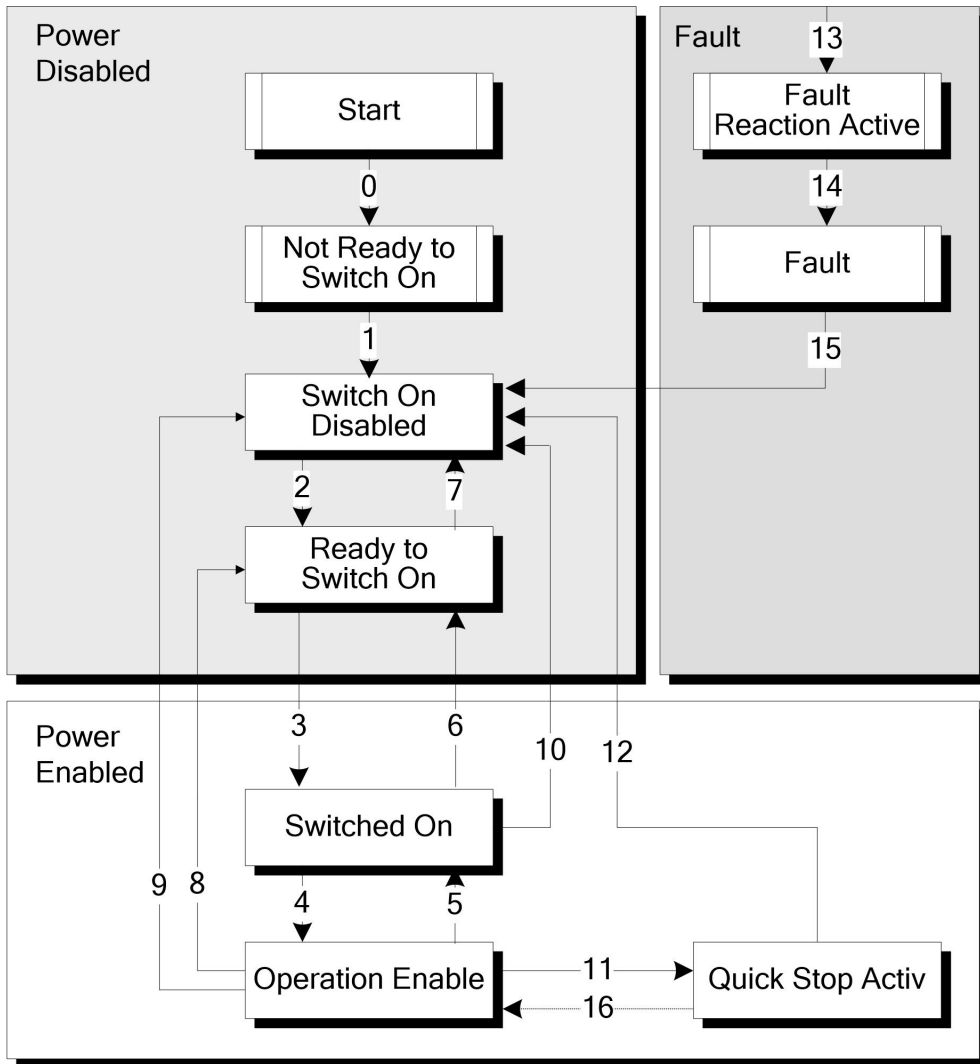 Power
Disabled
Start
0
Not Ready to
Switch On
1
Switch On
Disabled
2
7
Ready to
Switch On
Fault
13
Fault
Reaction Active
14
Fault
15
Power
Enabled
3
6
10
12
Switched On
9
8
4
5
Operation Enable
11
16
Quick Stop Activ